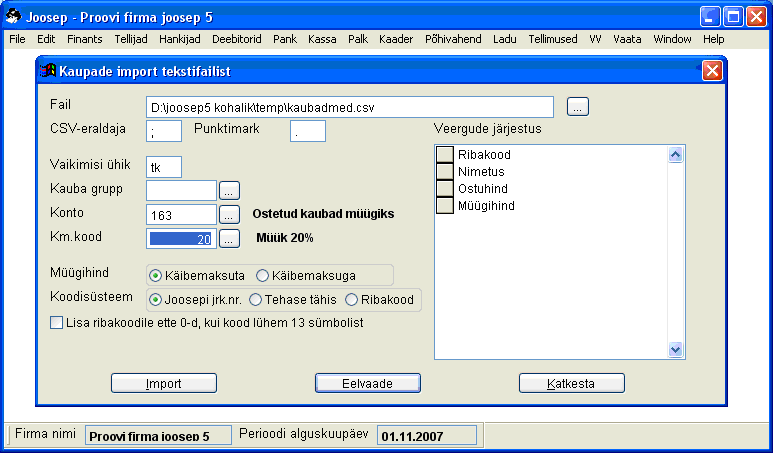 Joosep - Proovi firma joosep 5
File Edit Finants Tellijad Hankijad Deebitorid Pank Kassa Palk Kaader Põhivahend Ladu Tellimused VV Vaata Window Help
Kaupade import tekstifailist
Fail D:\joosep5 kohalik\temp\kaubadmed.csv ...
CSV-eraldaja ; Punktimark . Veergude järjestus
Ribakood
Vaikimisi ühik tk Nimetus
Kauba grupp ... Ostuhind
Konto 163 ... Ostetud kaubad müügiks Müügihind
Km.kood 20 ... Müük 20%
Müügihind Käibemaksuta Käibemaksuga
Koodisüsteem Joosepi jrk.nr. Tehase tähis Ribakood
Lisa ribakoodile ette 0-d, kui kood lühem 13 sümbolist
Import Eelvaade Katkesta
Firma nimi Proovi firma joosep 5 Perioodi alguskuupäev 01.11.2007